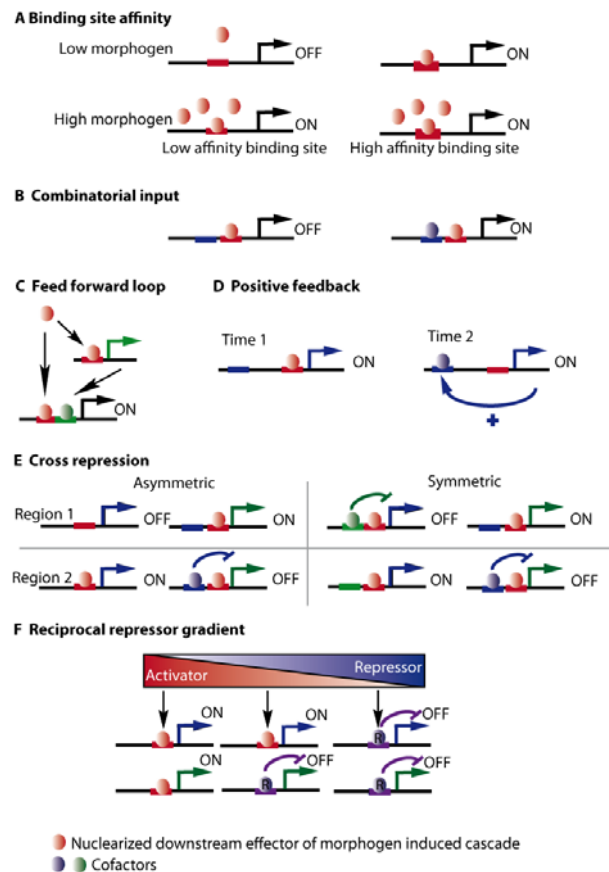 A Binding site affinity
Low morphogen
OFF
ON
High morphogen
ON
ON
Low affinity binding site
High affinity binding site
B Combinatorial input
OFF
ON
C Feed forward loop
ON
D Positive feedback
Time 1
ON
Time 2
ON
+
E Cross repression
Asymmetric
Symmetric
Region 1
OFF
ON
OFF
ON
Region 2
ON
OFF
ON
OFF
F Reciprocal repressor gradient
Activator
Repressor
ON
ON
R
OFF
ON
R
OFF
R
OFF
Nuclearized downstream effector of morphogen induced cascade
Cofactors